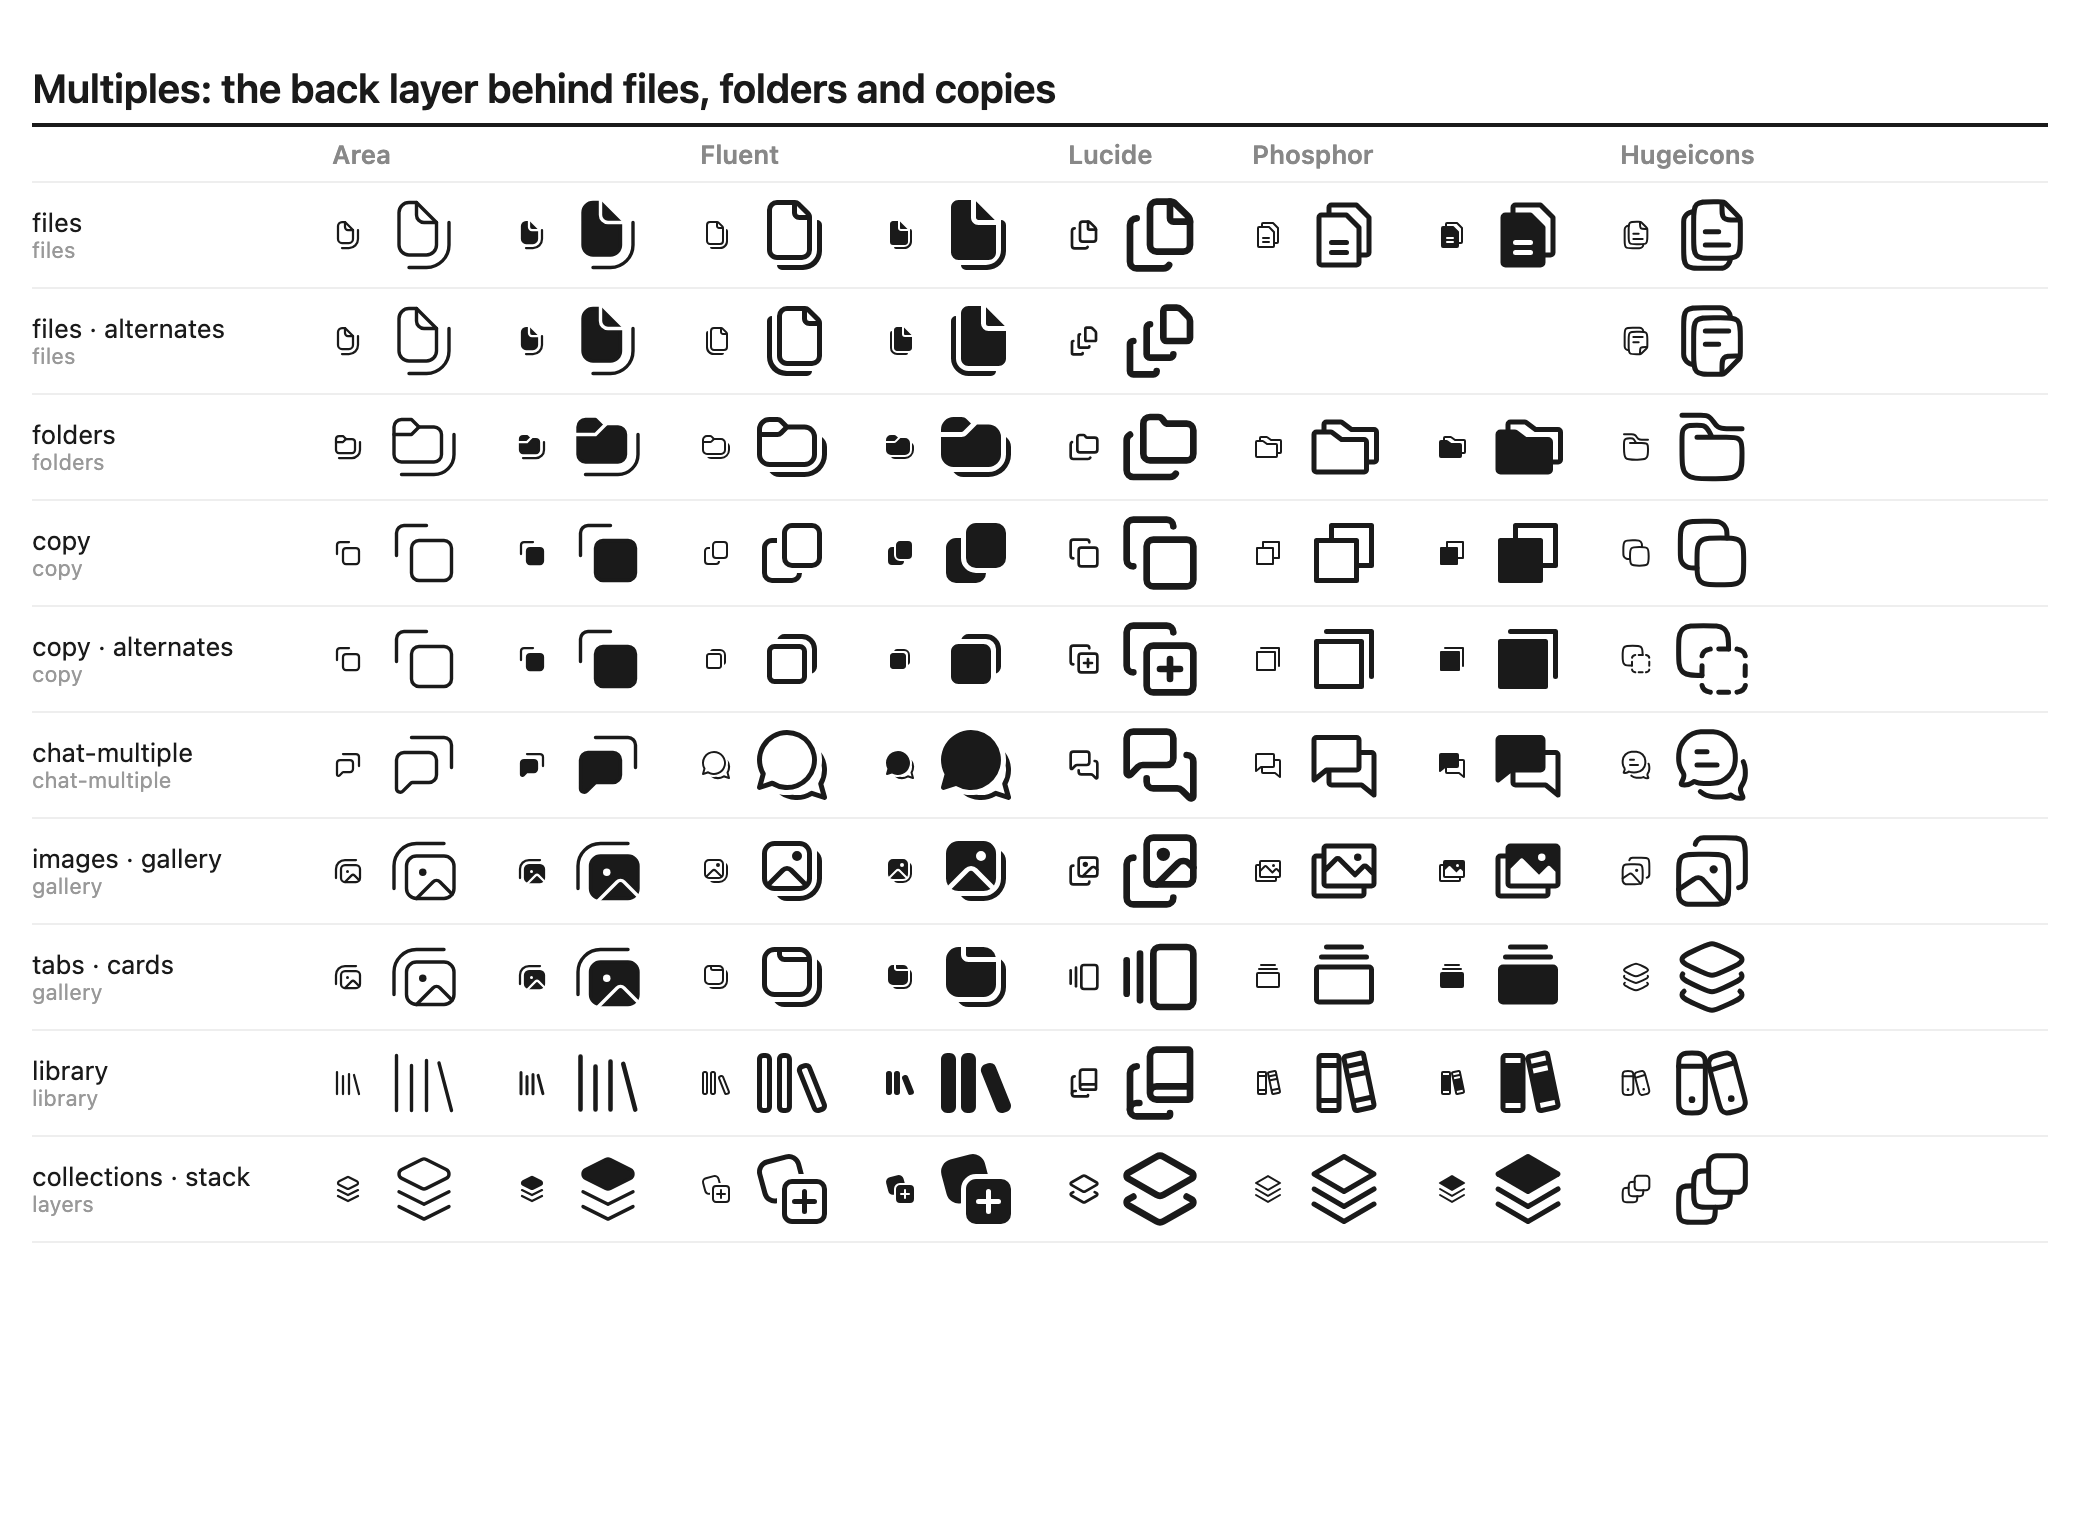 Multiples: the back layer behind files, folders and copies
Area Fluent Lucide Phosphor Hugeicons
files
files
files · alternates
files
folders
folders
copy
copy
copy · alternates
copy
chat-multiple
chat-multiple
images · gallery
gallery
tabs · cards
gallery
library
library
collections · stack
layers